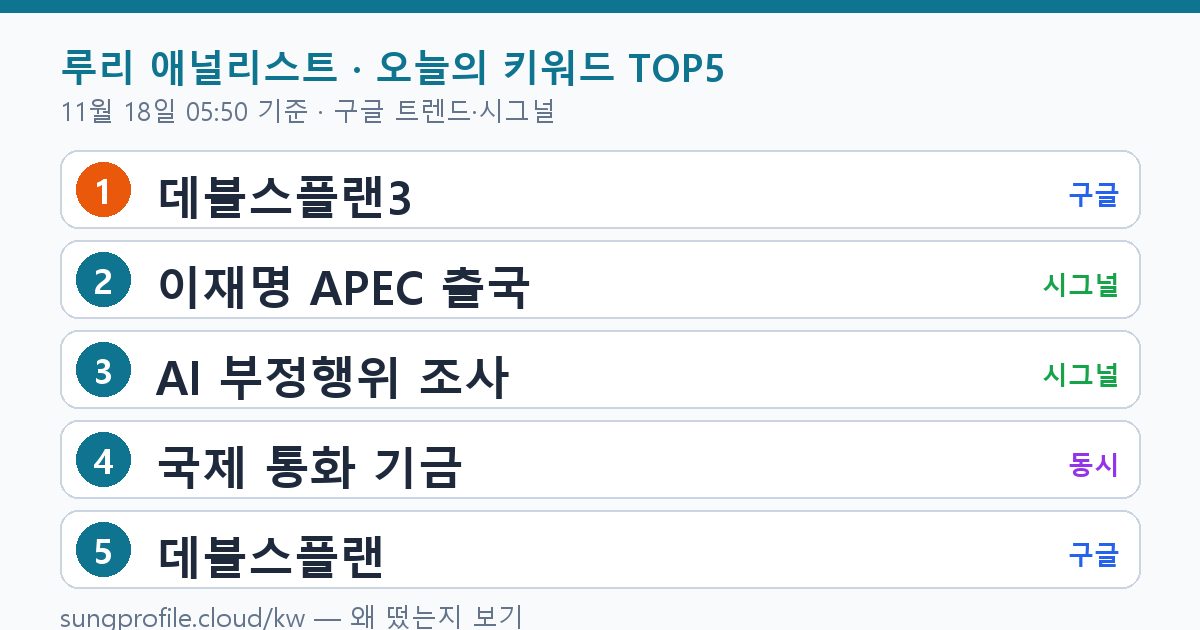 루리 애널리스트 · 오늘의 키워드 TOP5
11월 18일 05:50 기준 · 구글 트렌드·시그널
1 데블스플랜3 구글
2 이재명 APEC 출국 시그널
3 AI 부정행위 조사 시그널
4 국제 통화 기금 동시
5 데블스플랜 구글
sungprofile.cloud/kw — 왜 떴는지 보기